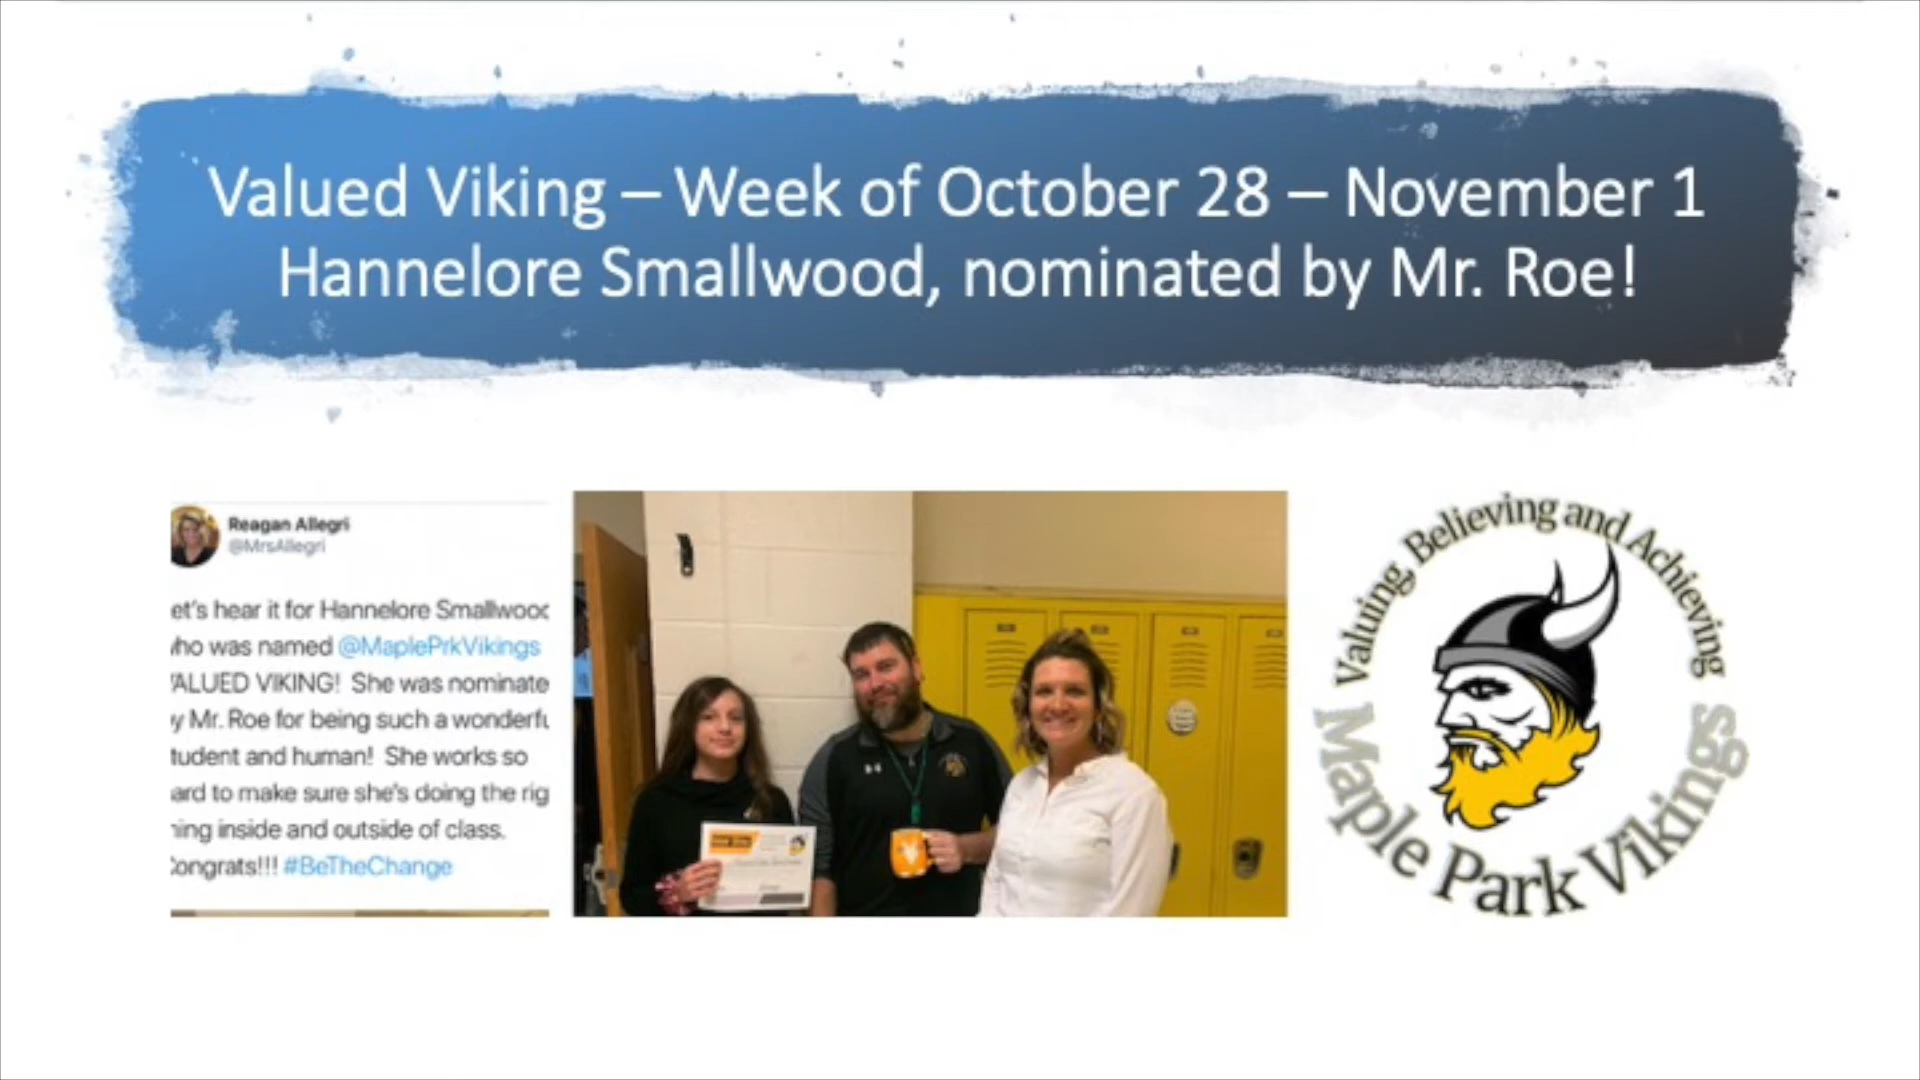 Valued Viking – Week of October 28 – November 1
Hannelore Smallwood, nominated by Mr. Roe!
Reagan Allegri
@MrsAllegri
et's hear it for Hannelore Smallwood
who was named @MaplePrkVikings
VALUED VIKING! She was nominate
y Mr. Roe for being such a wonderfu
tudent and human! She works so
ard to make sure she's doing the rig
hing inside and outside of class.
Congrats!!! #BeTheChange
Valuing Believing and Achieving
Maple Park Vikings